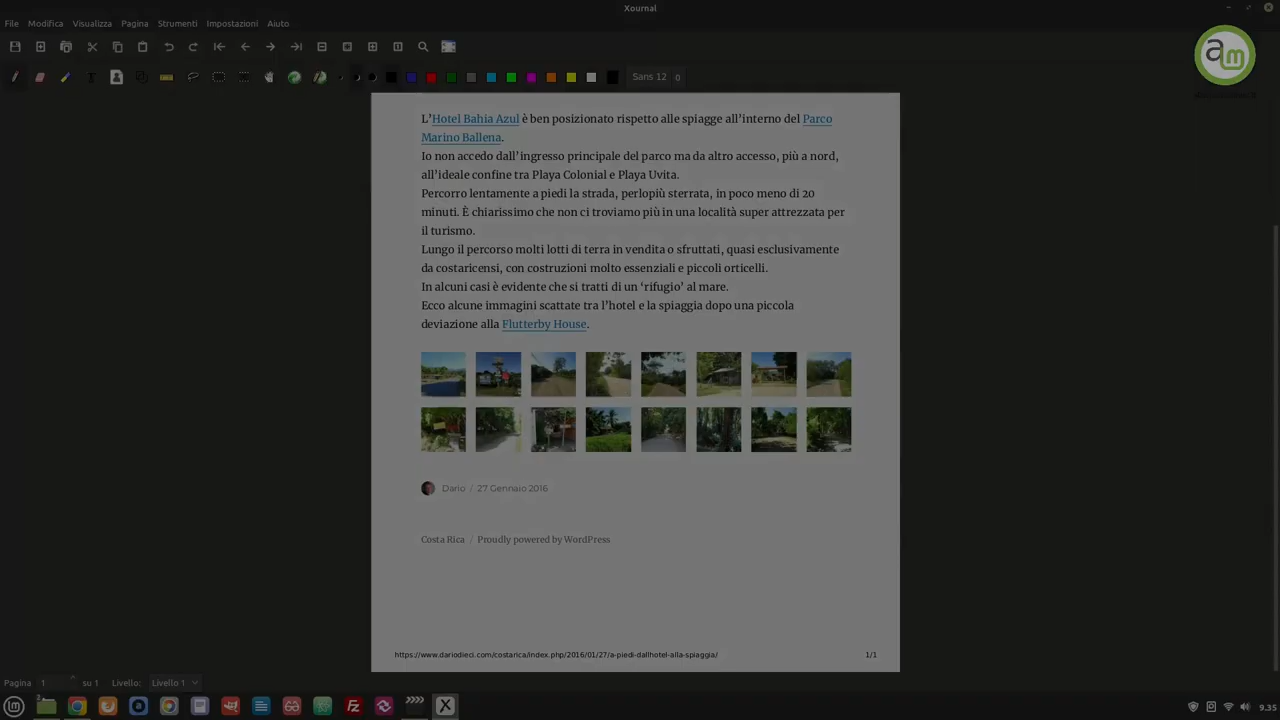 Xournal
File Modifica Visualizza Pagina Strumenti Impostazioni Aiuto
Sans 12 0
am
L’Hotel Bahia Azul è ben posizionato rispetto alle spiagge all’interno del Parco
Marino Ballena.
Io non accedo dall’ingresso principale del parco ma da altro accesso, più a nord,
all’ideale confine tra Playa Colonial e Playa Uvita.
Percorro lentamente a piedi la strada, perlopiù sterrata, in poco meno di 20
minuti. È chiarissimo che non ci troviamo più in una località super attrezzata per
il turismo.
Lungo il percorso molti lotti di terra in vendita o sfruttati, quasi esclusivamente
da costaricensi, con costruzioni molto essenziali e piccoli orticelli.
In alcuni casi è evidente che si tratti di un ‘rifugio’ al mare.
Ecco alcune immagini scattate tra l’hotel e la spiaggia dopo una piccola
deviazione alla Flutterby House.
Dario / 27 Gennaio 2016
Costa Rica / Proudly powered by WordPress
https://www.dariodieci.com/costarica/index.php/2016/01/27/a-piedi-dallhotel-alla-spiaggia/ 1/1
Pagina 1 su 1 Livello: Livello 1
9.35